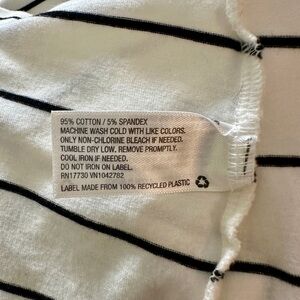 95% COTTON / 5% SPANDEX
MACHINE WASH COLD WITH LIKE COLORS.
ONLY NON-CHLORINE BLEACH IF NEEDED.
TUMBLE DRY LOW. REMOVE PROMPTLY.
COOL IRON IF NEEDED.
DO NOT IRON ON LABEL.
RN17730 VN1042782
LABEL MADE FROM 100% RECYCLED PLASTIC